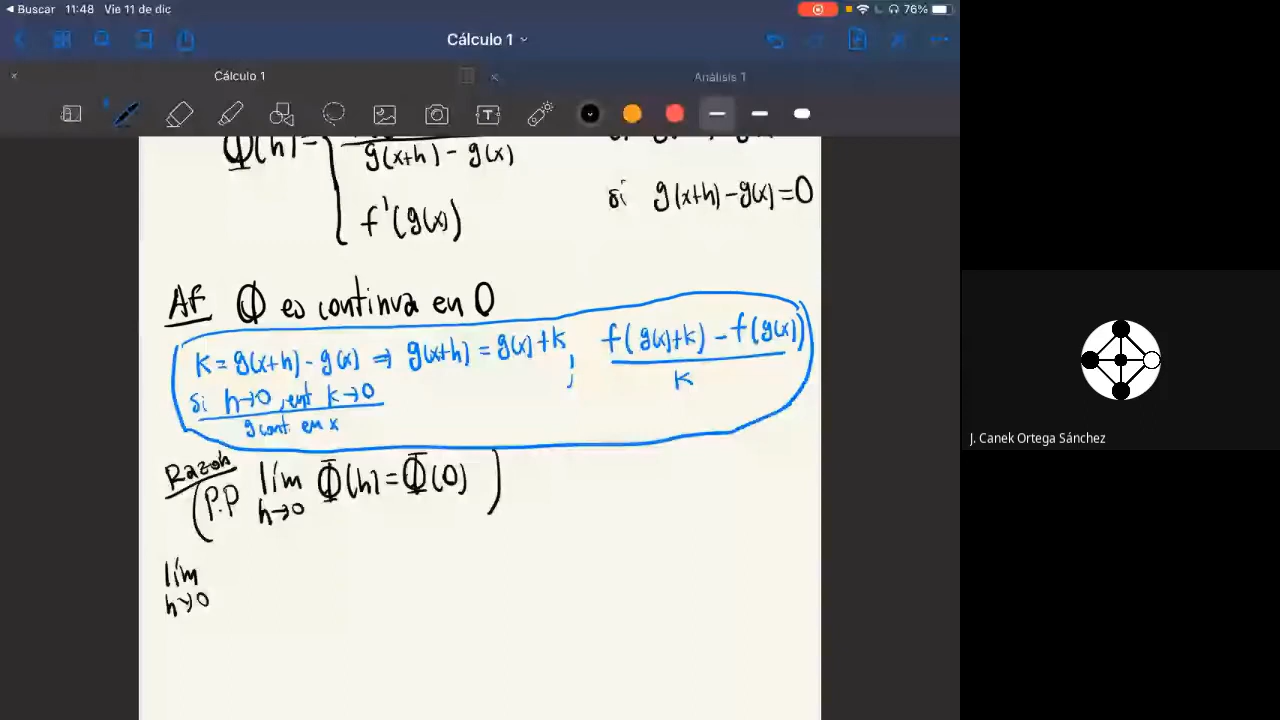 Buscar 11:48 Vie 11 de dic 76%
Cálculo 1
Cálculo 1 Análisis 1
T
Φ(h)=
g(x+h) - g(x)
f'(g(x)) si g(x+h)-g(x)=0
Af Φ es continua en 0
K = g(x+h) - g(x) ⇒ g(x+h) = g(x)+k ; f(g(x)+k) - f(g(x))
K
si h→0, ent k→0
g cont. en x
Razón
(P.P lím Φ(h) = Φ(0))
h→0
lím
h→0
J. Canek Ortega Sánchez